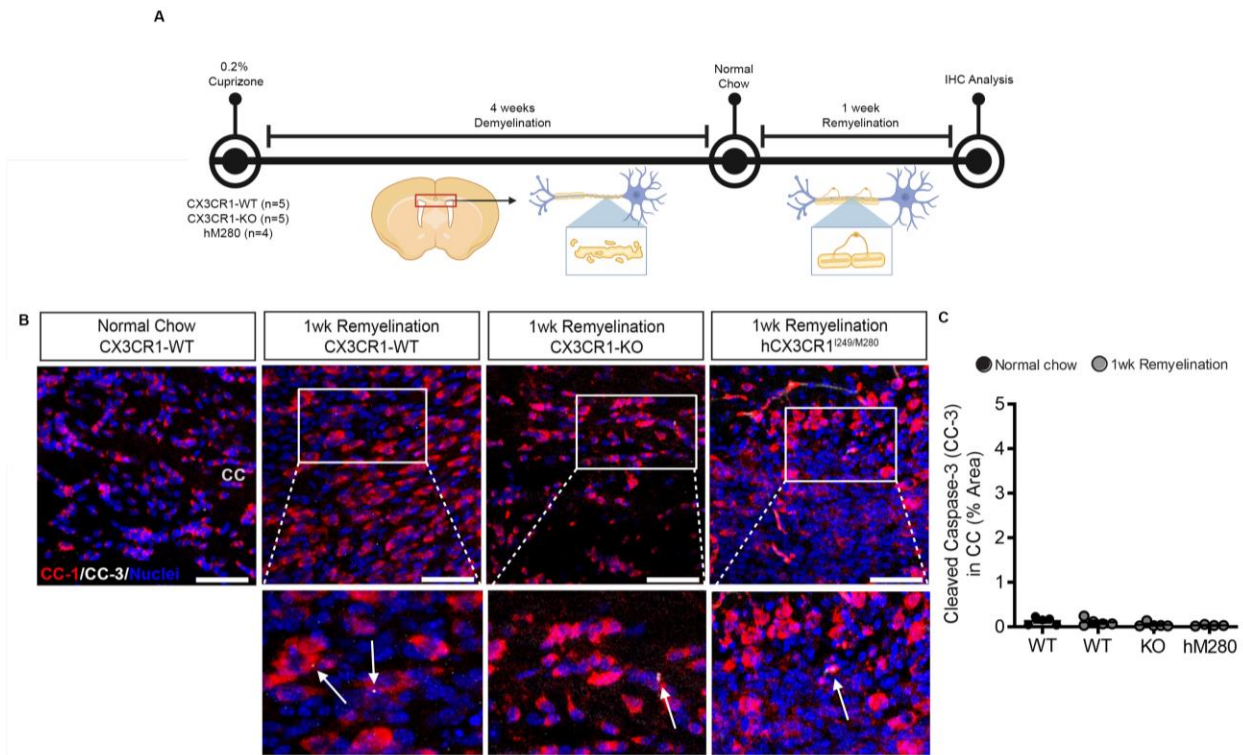 A
0.2%
Cuprizone
4 weeks
Demyelination
Normal
Chow
1 week
Remyelination
IHC Analysis
CX3CR1-WT (n=5)
CX3CR1-KO (n=5)
hM280 (n=4)
B
Normal Chow
CX3CR1-WT
1wk Remyelination
CX3CR1-WT
1wk Remyelination
CX3CR1-KO
1wk Remyelination
hCX3CR1^I249/M280
CC
CC-1/CC-3/Nuclei
C
Normal chow
1wk Remyelination
Cleaved Caspase-3 (CC-3)
in CC (% Area)
5
4
3
2
1
0
WT
WT
KO
hM280